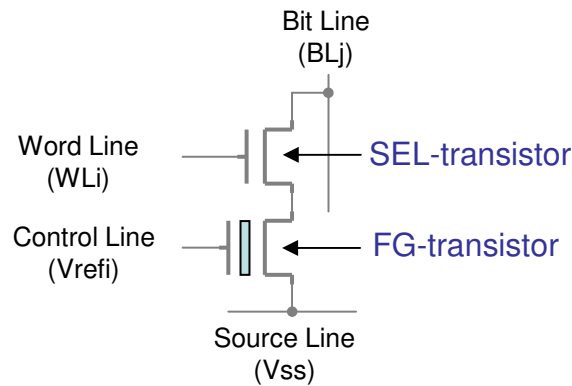 Bit Line
(BLj)
Word Line
(WLi)
SEL-transistor
Control Line
(Vrefi)
FG-transistor
Source Line
(Vss)